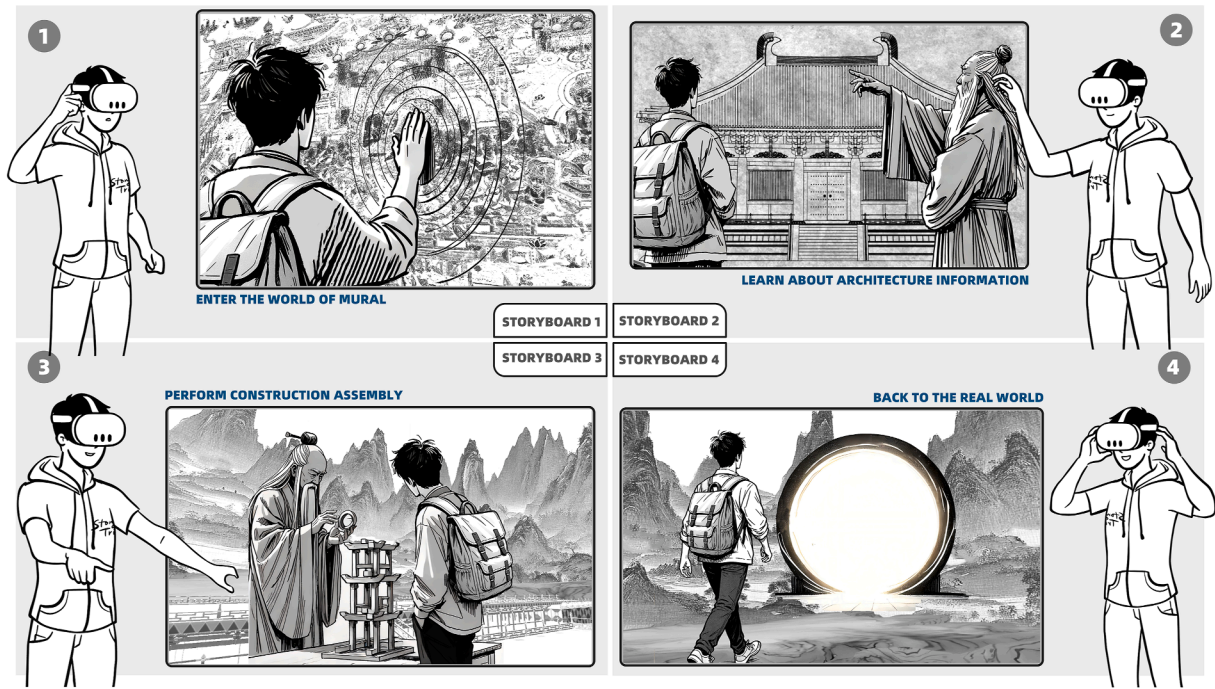 1
2
ENTER THE WORLD OF MURAL
LEARN ABOUT ARCHITECTURE INFORMATION
STORYBOARD 1
STORYBOARD 2
STORYBOARD 3
STORYBOARD 4
3
4
PERFORM CONSTRUCTION ASSEMBLY
BACK TO THE REAL WORLD